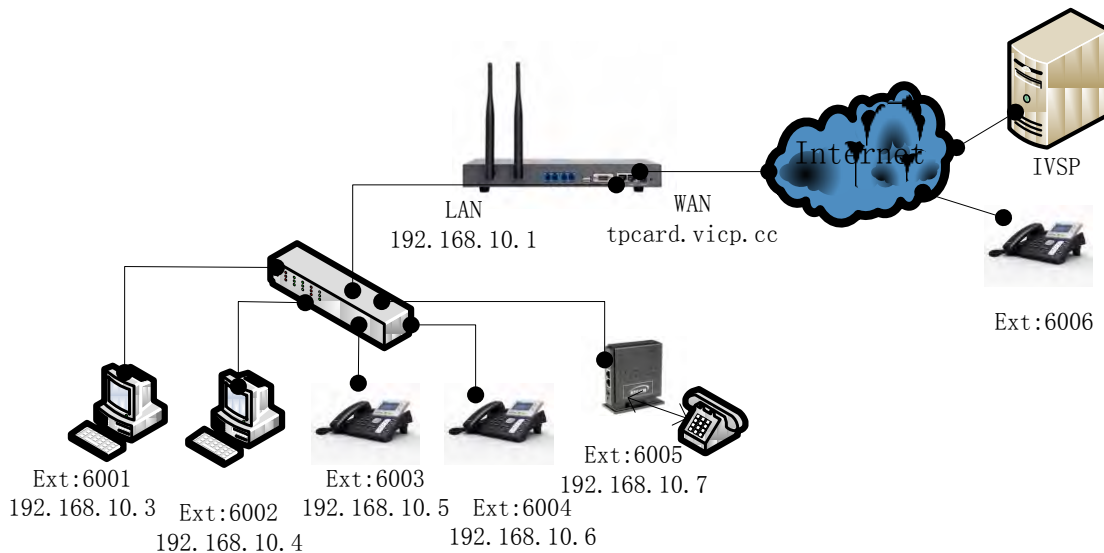 Internet
IVSP
LAN
192.168.10.1
WAN
tpcard.vicp.cc
Ext:6006
Ext:6001
192.168.10.3
Ext:6002
192.168.10.4
Ext:6003
192.168.10.5
Ext:6004
192.168.10.6
Ext:6005
192.168.10.7